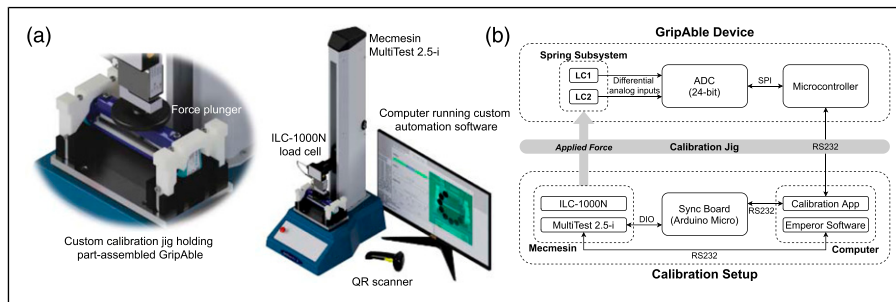 (a)
Force plunger
Custom calibration jig holding
part-assembled GripAble
Mecmesin
MultiTest 2.5-i
ILC-1000N
load cell
Computer running custom
automation software
QR scanner
(b)
GripAble Device
Spring Subsystem
LC1
LC2
Differential
analog inputs
ADC
(24-bit)
SPI
Microcontroller
Applied Force
Calibration Jig
RS232
ILC-1000N
MultiTest 2.5-i
Mecmesin
DIO
Sync Board
(Arduino Micro)
RS232
Calibration App
Emperor Software
Computer
RS232
Calibration Setup